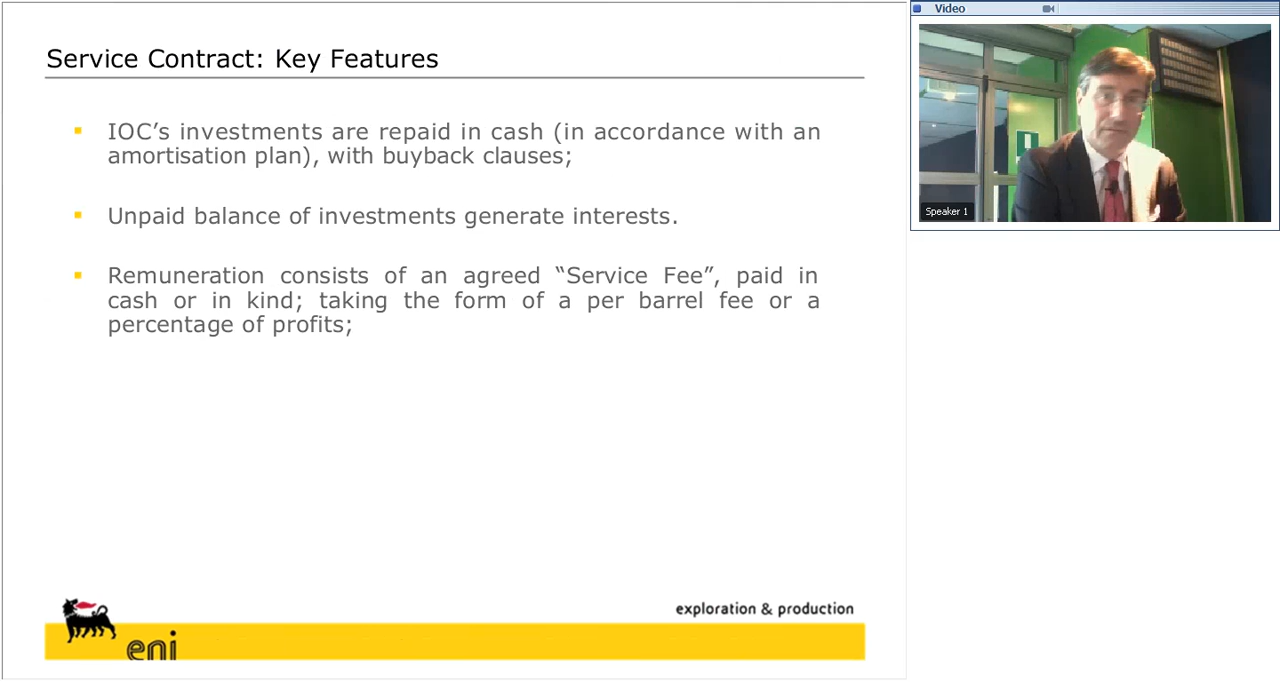 Service Contract: Key Features
IOC’s investments are repaid in cash (in accordance with an
amortisation plan), with buyback clauses;
Unpaid balance of investments generate interests.
Remuneration consists of an agreed “Service Fee”, paid in
cash or in kind; taking the form of a per barrel fee or a
percentage of profits;
exploration & production
eni
Video
Speaker 1